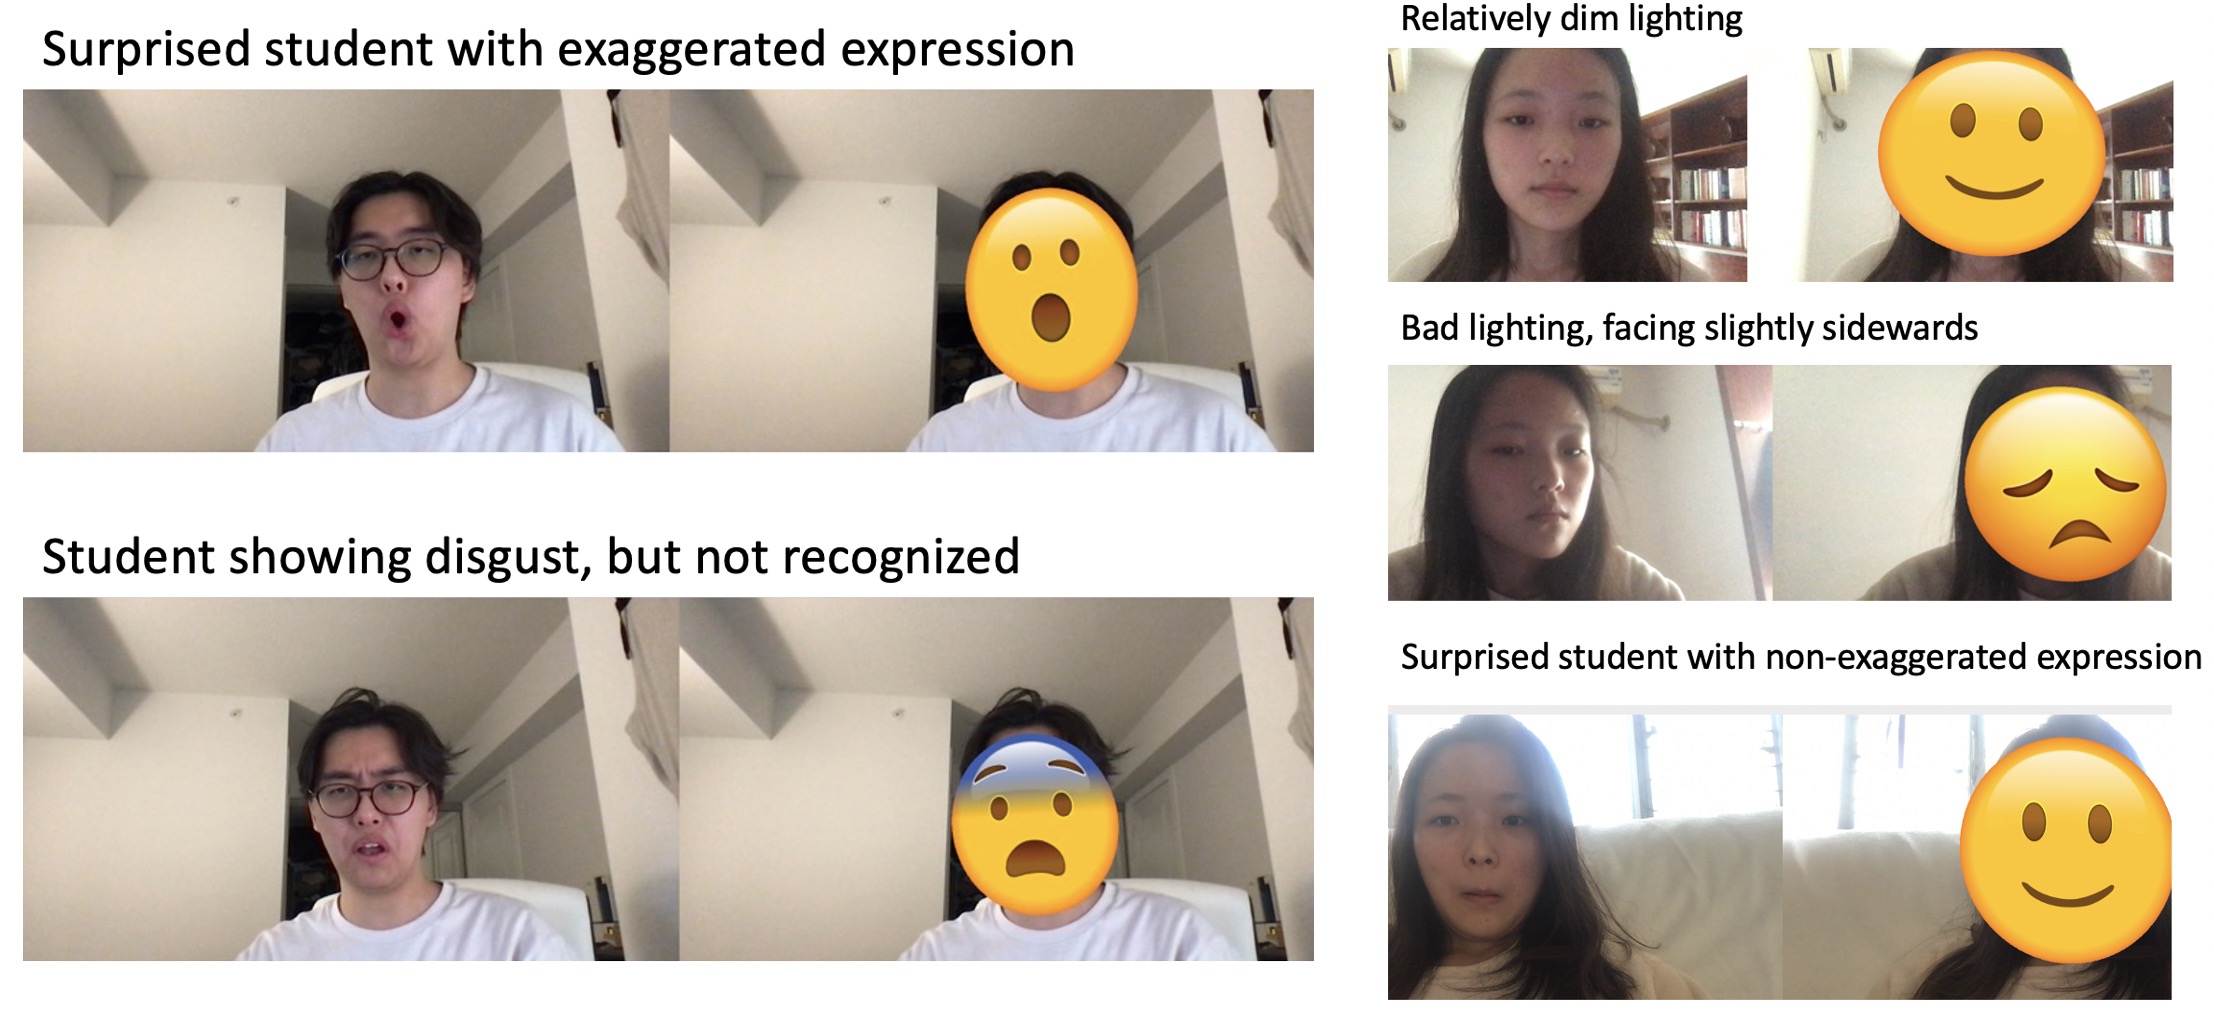 Surprised student with exaggerated expression
Student showing disgust, but not recognized
Relatively dim lighting
Bad lighting, facing slightly sidewards
Surprised student with non-exaggerated expression